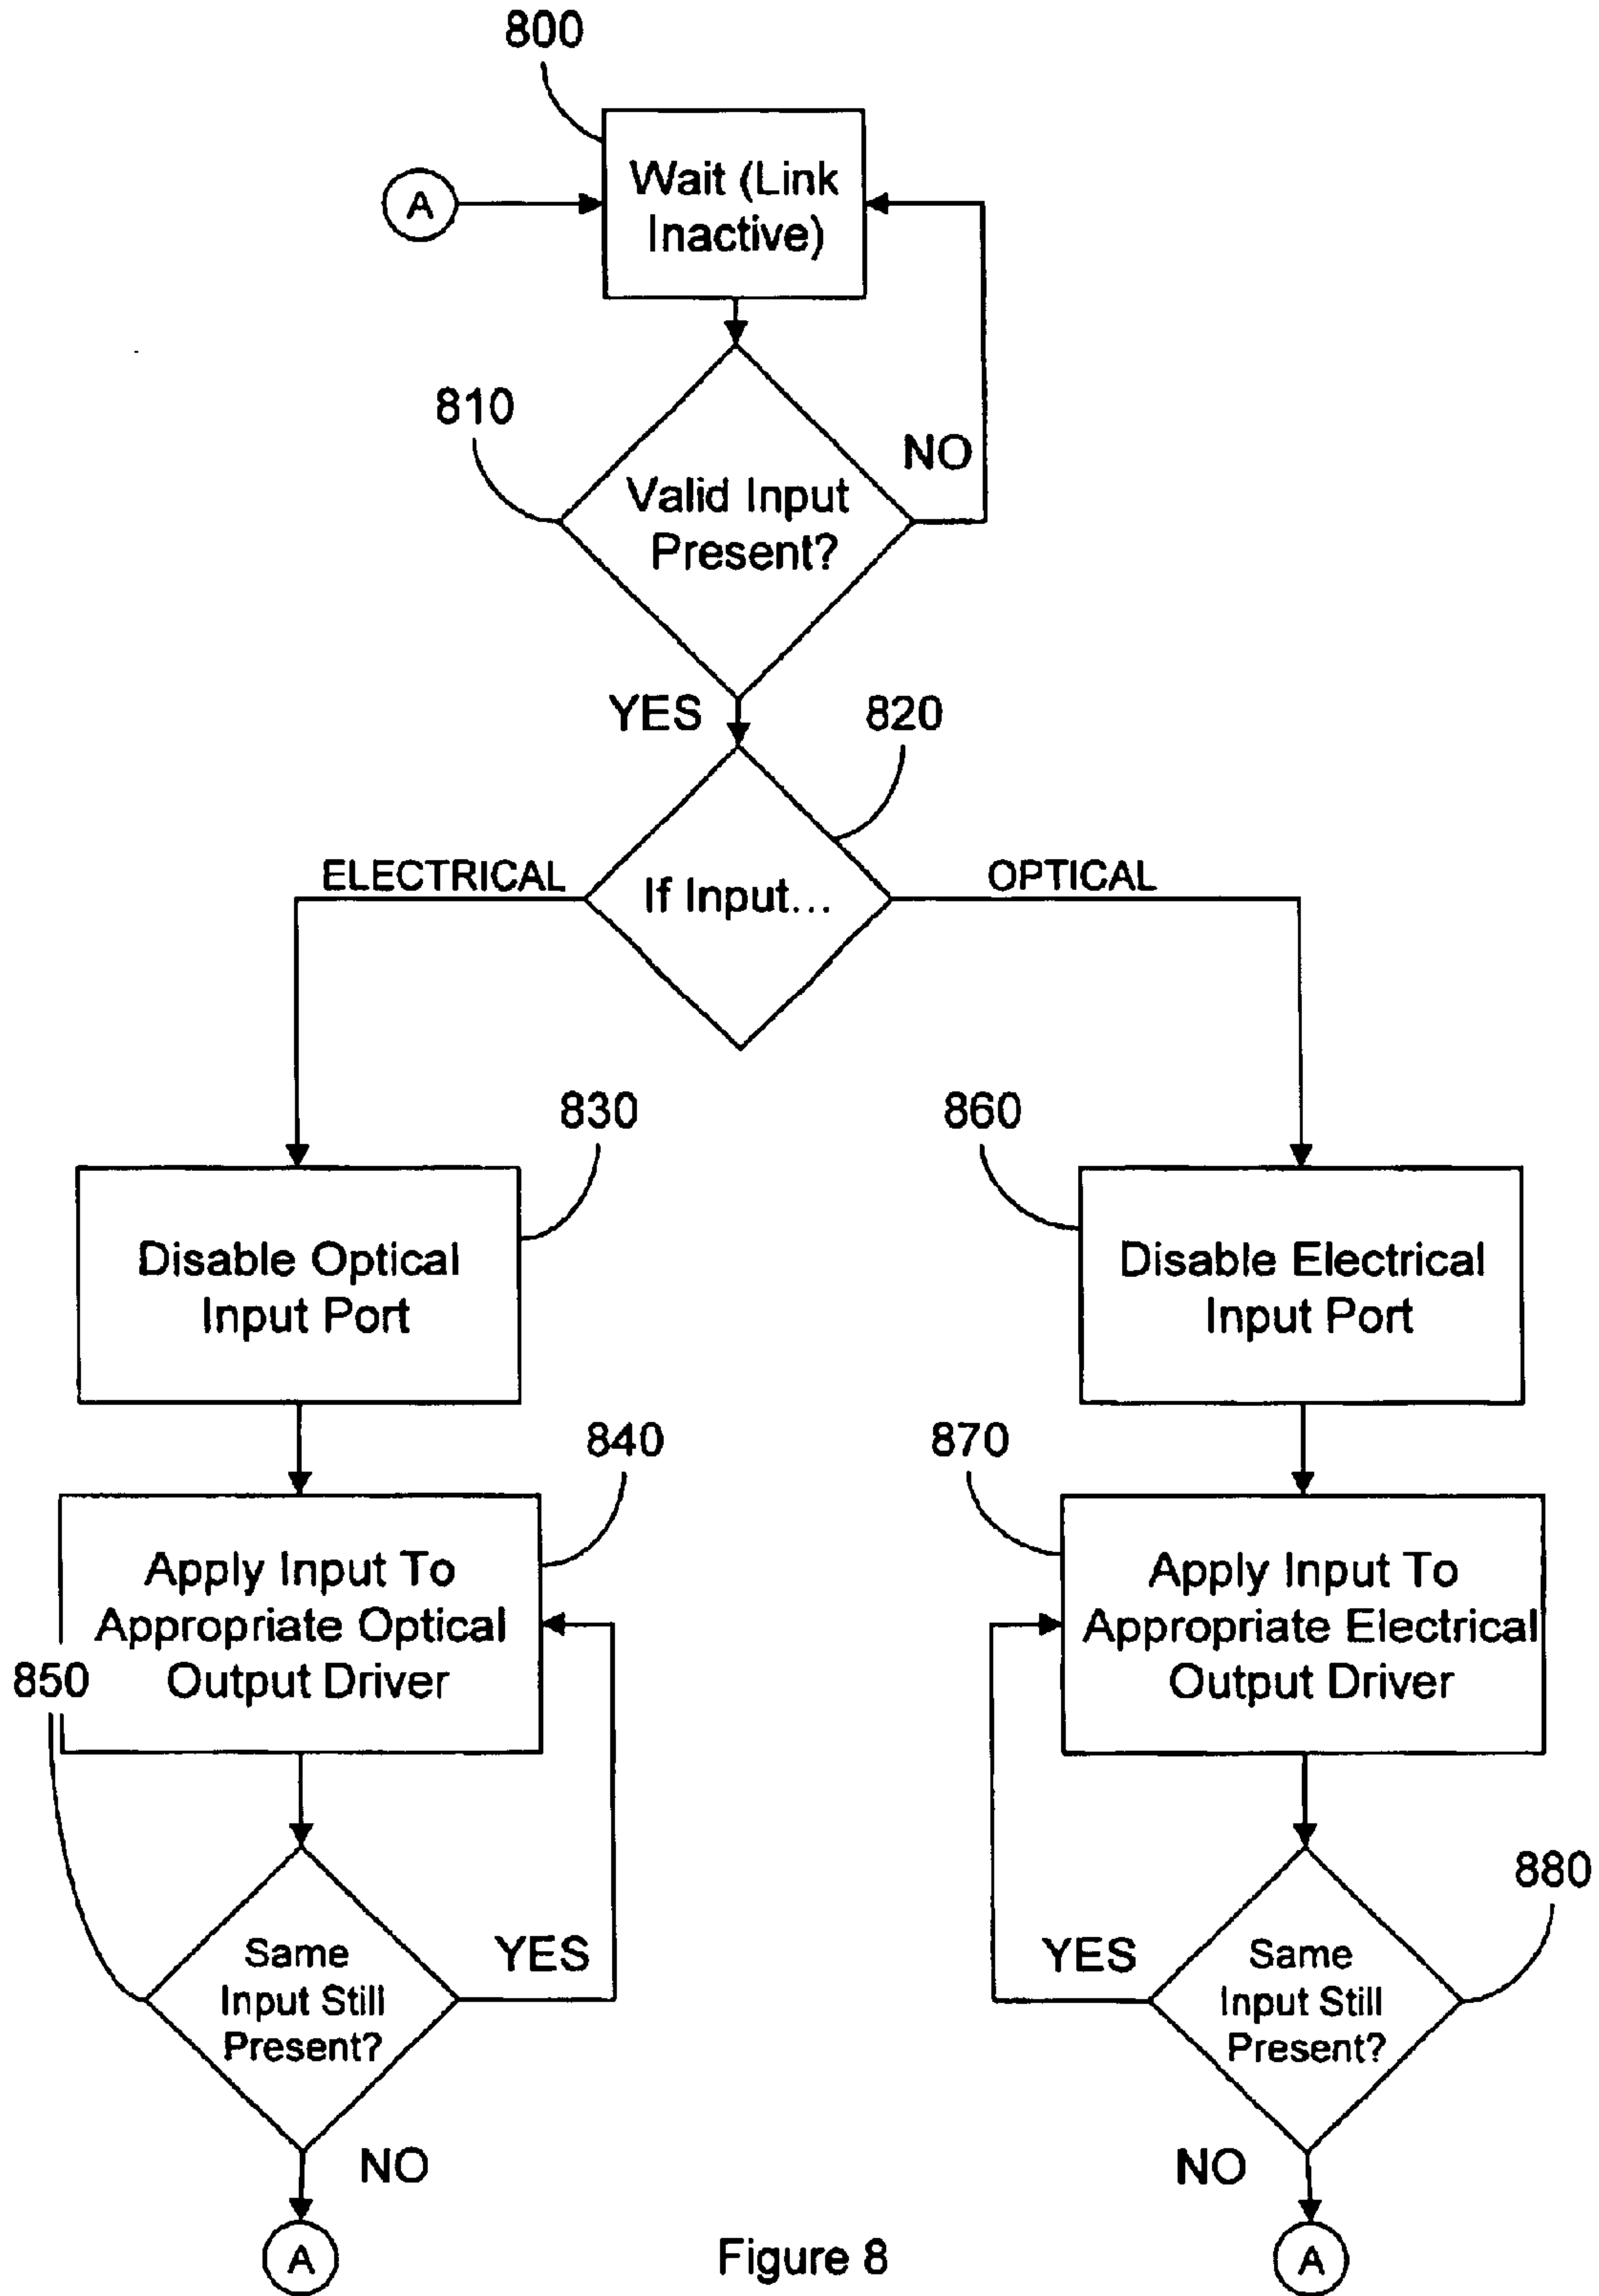 800
A
Wait (Link
Inactive)
810
NO
Valid Input
Present?
YES
820
ELECTRICAL
If Input...
OPTICAL
830
860
Disable Optical
Input Port
Disable Electrical
Input Port
840
870
Apply Input To
Appropriate Optical
Output Driver
850
Apply Input To
Appropriate Electrical
Output Driver
Same
Input Still
Present?
YES
YES
Same
Input Still
Present?
880
NO
NO
A
Figure 8
A